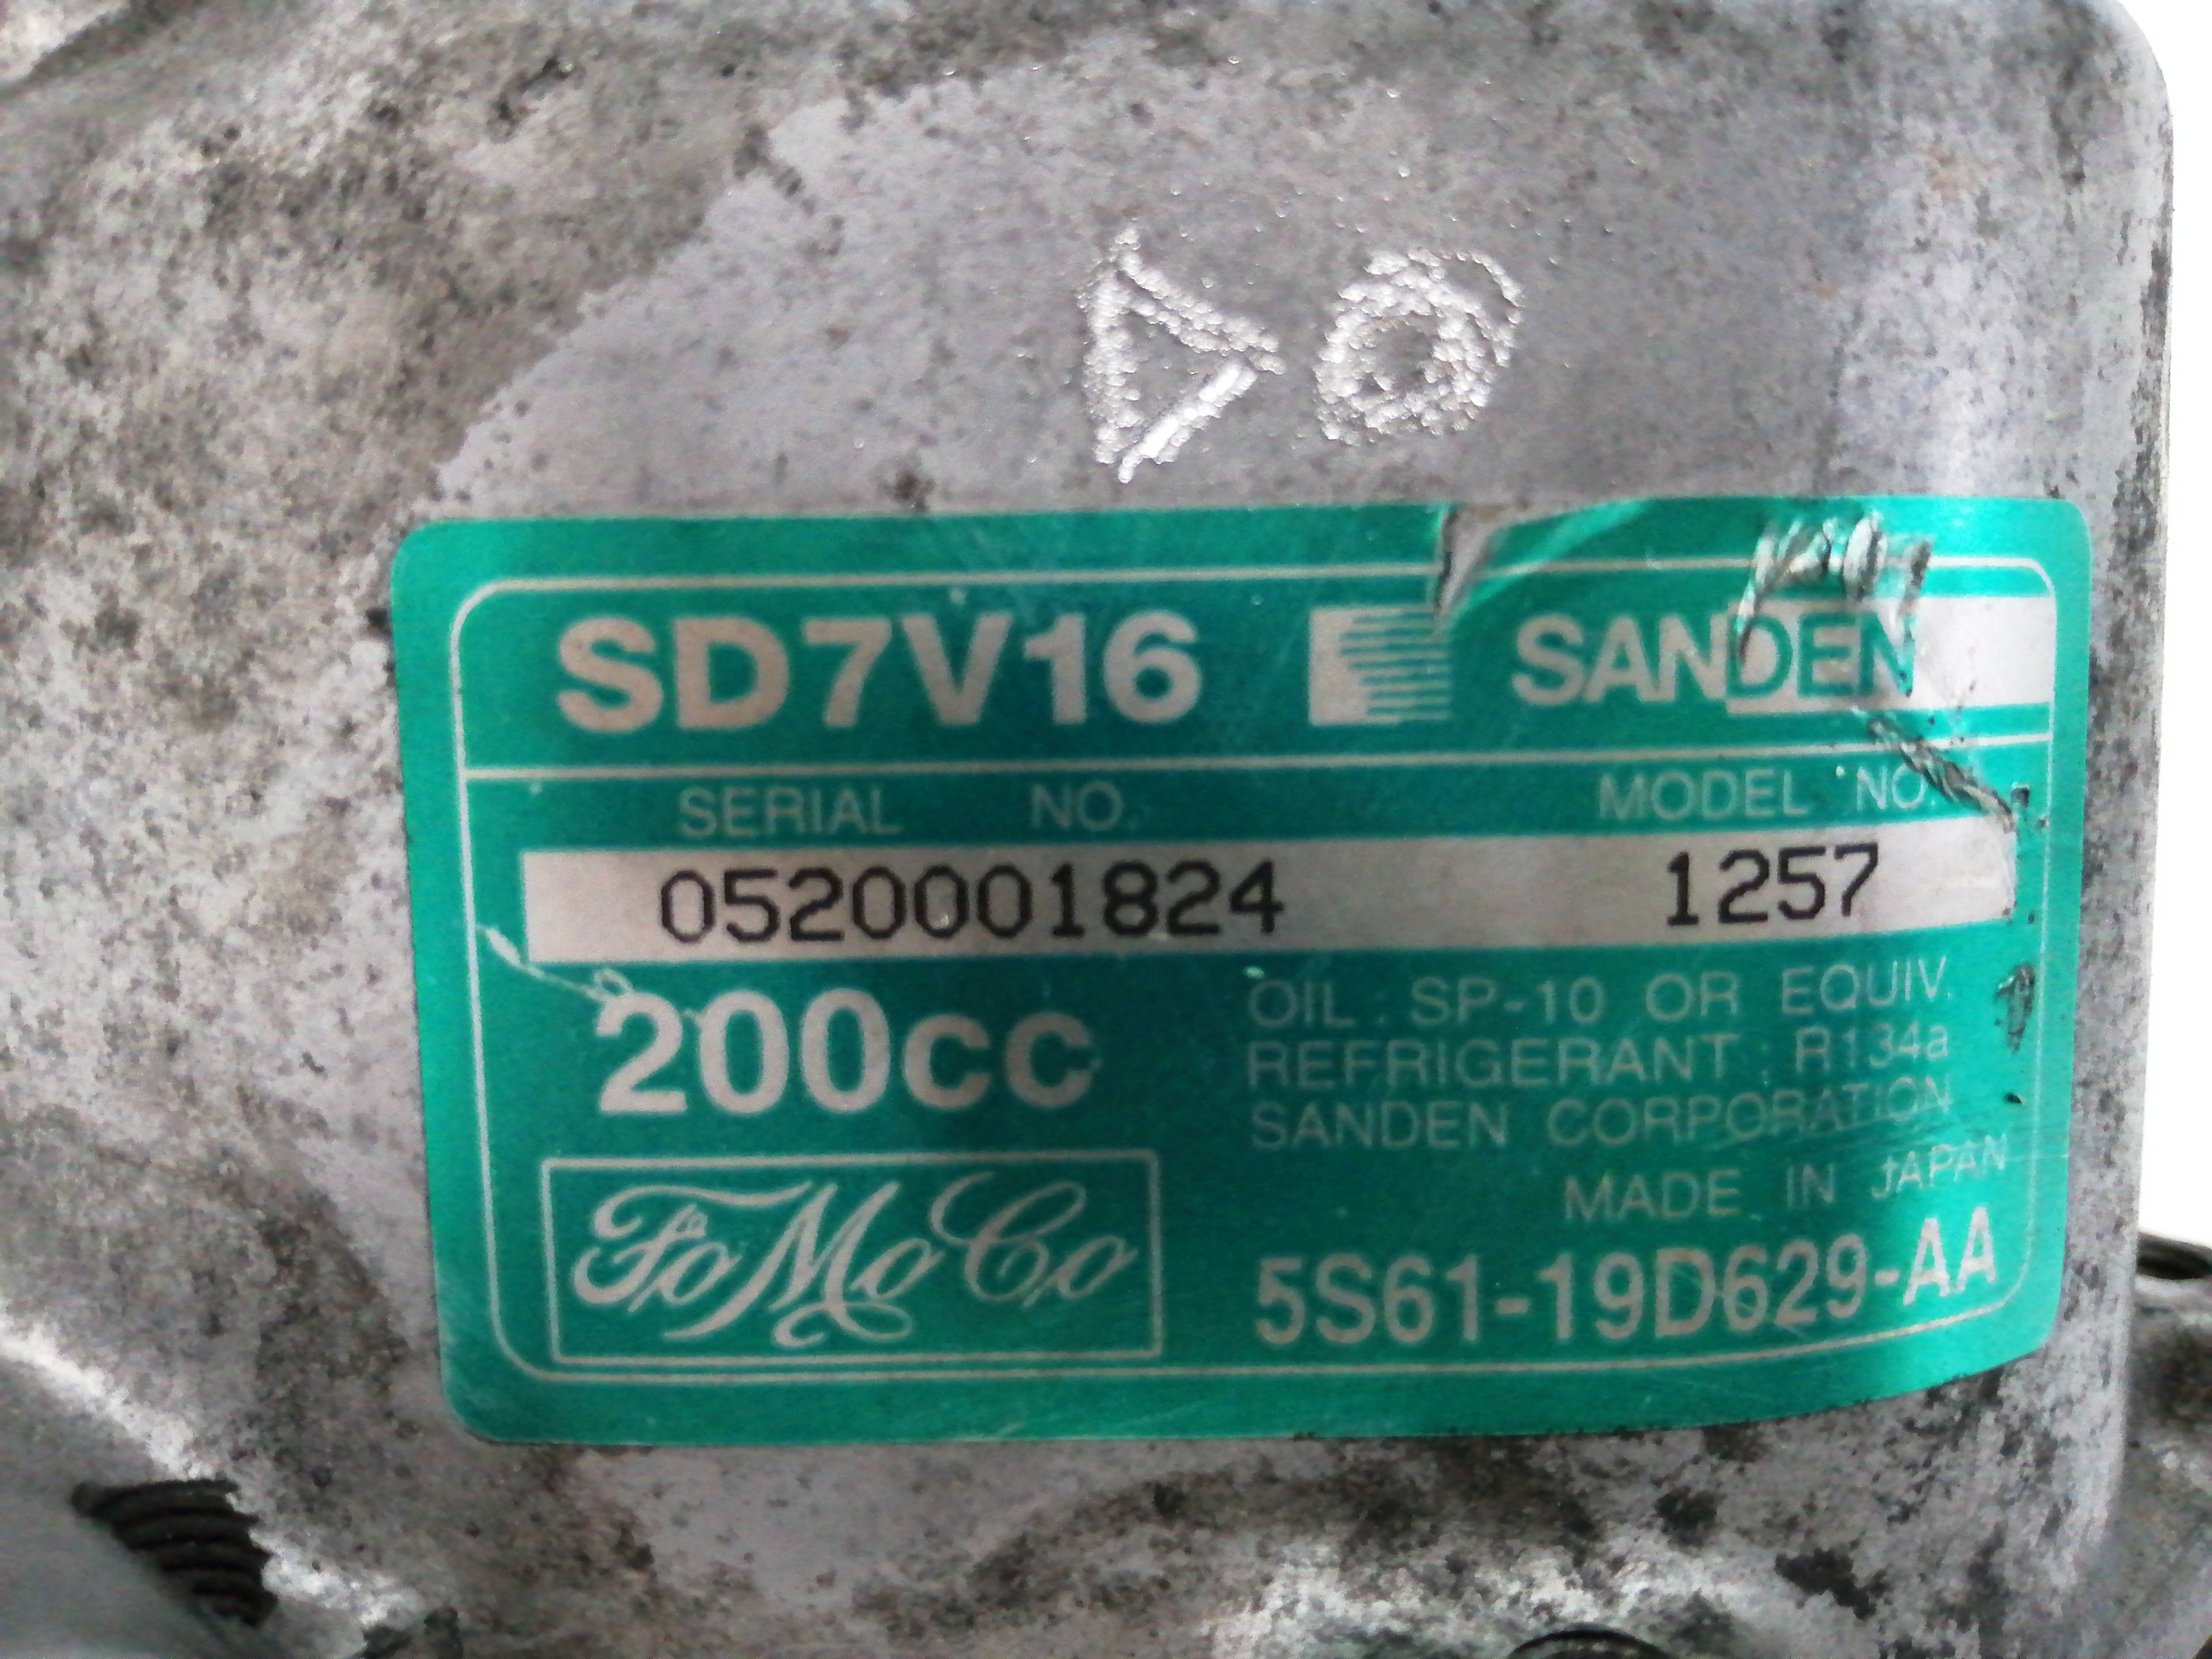 DO
SD7V16 SANDEN
SERIAL NO. MODEL NO.
0520001824 1257
200cc
OIL : SP-10 OR EQUIV.
REFRIGERANT : R134a
SANDEN CORPORATION
MADE IN JAPAN
FoMoCo
5S61-19D629-AA